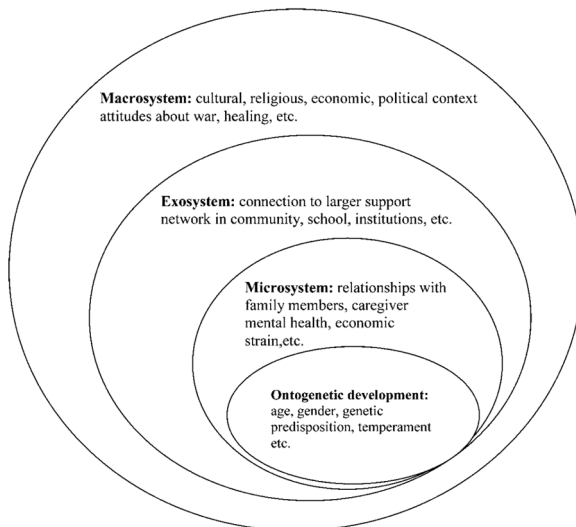 Macrosystem: cultural, religious, economic, political context
attitudes about war, healing, etc.
Exosystem: connection to larger support
network in community, school, institutions, etc.
Microsystem: relationships with
family members, caregiver
mental health, economic
strain,etc.
Ontogenetic development:
age, gender, genetic
predisposition, temperament
etc.